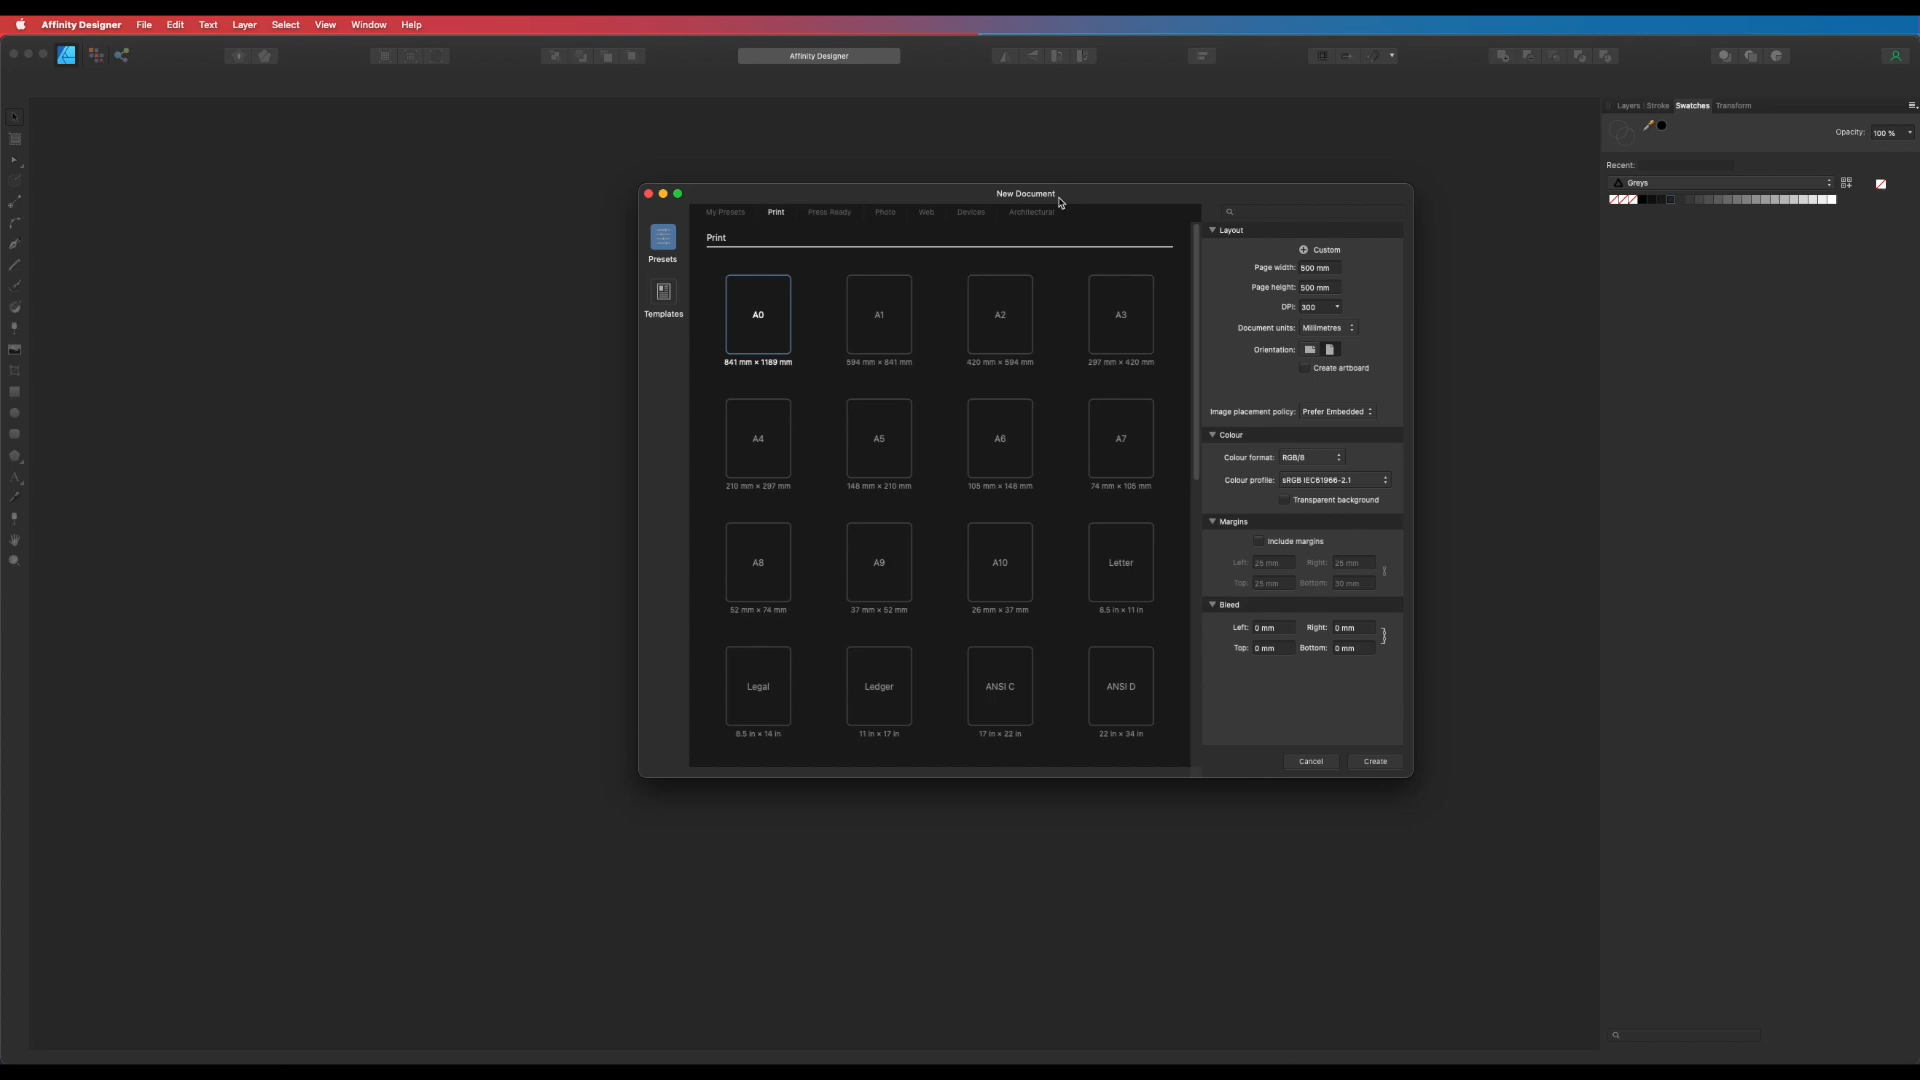 Affinity Designer File Edit Text Layer Select View Window Help
Affinity Designer
Layers Stroke Swatches Transform
Opacity: 100 %
Recent:
Greys
New Document
My Presets Print Press Ready Photo Web Devices Architectural
Presets
Templates
Print
A0 A1 A2 A3
841 mm × 1189 mm 594 mm × 841 mm 420 mm × 594 mm 297 mm × 420 mm
A4 A5 A6 A7
210 mm × 297 mm 148 mm × 210 mm 105 mm × 148 mm 74 mm × 105 mm
A8 A9 A10 Letter
52 mm × 74 mm 37 mm × 52 mm 26 mm × 37 mm 8.5 in × 11 in
Legal Ledger ANSI C ANSI D
8.5 in × 14 in 11 in × 17 in 17 in × 22 in 22 in × 34 in
Layout
Custom
Page width: 500 mm
Page height: 500 mm
DPI: 300
Document units: Millimetres
Orientation:
Create artboard
Image placement policy: Prefer Embedded
Colour
Colour format: RGB/8
Colour profile: sRGB IEC61966-2.1
Transparent background
Margins
Include margins
Left: 25 mm Right: 25 mm
Top: 25 mm Bottom: 30 mm
Bleed
Left: 0 mm Right: 0 mm
Top: 0 mm Bottom: 0 mm
Cancel Create